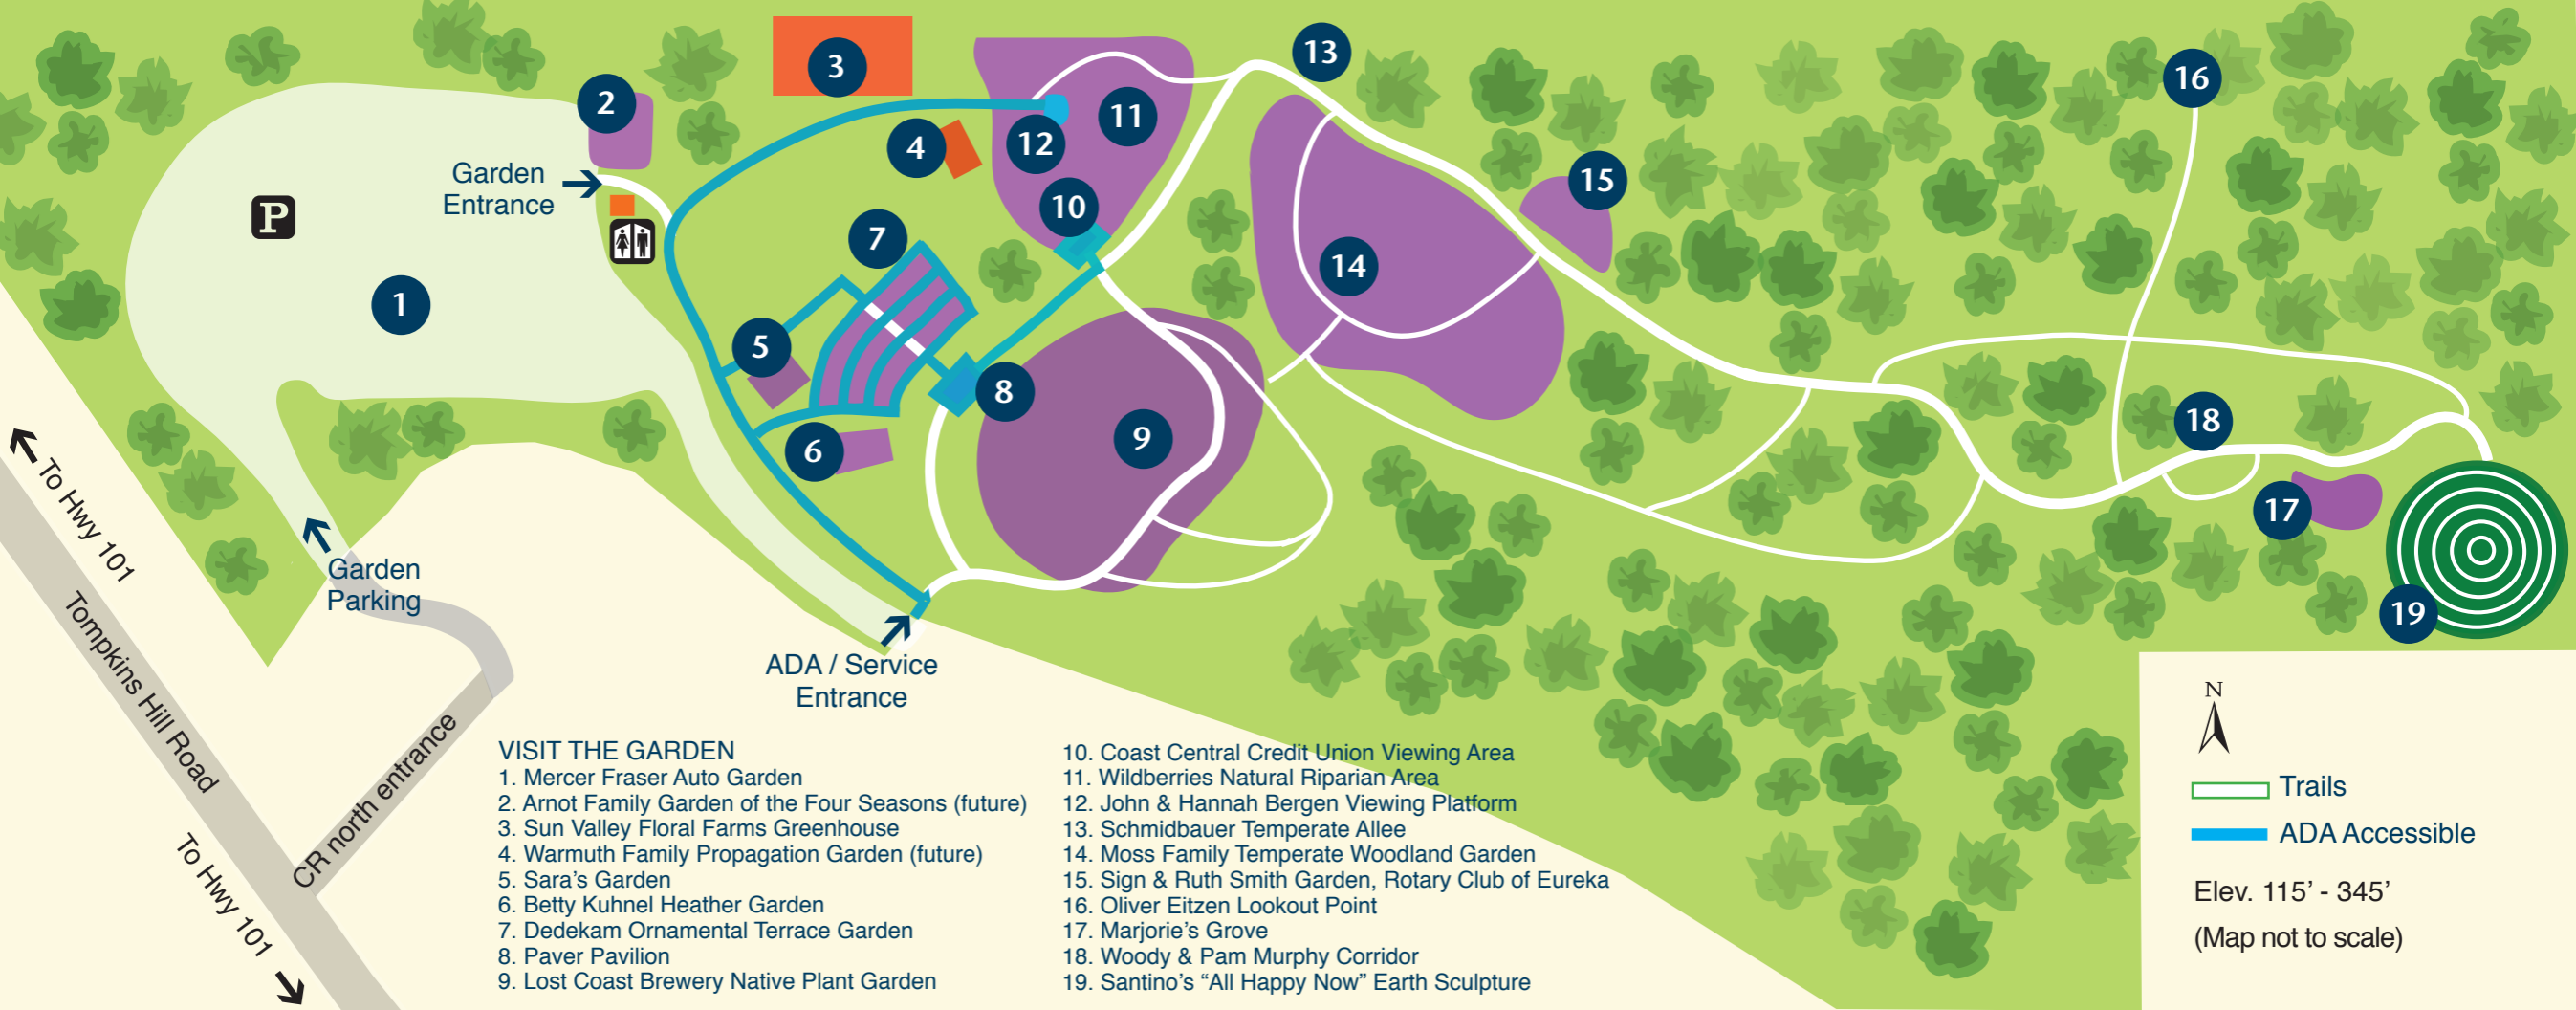 3
13
2
16
4
12
11
Garden
Entrance
P
10
15
7
14
1
5
8
18
6
9
17
To Hwy 101
Garden
Parking
19
Tompkins Hill Road
ADA / Service
Entrance
CR north entrance
To Hwy 101
VISIT THE GARDEN
1. Mercer Fraser Auto Garden
2. Arnot Family Garden of the Four Seasons (future)
3. Sun Valley Floral Farms Greenhouse
4. Warmuth Family Propagation Garden (future)
5. Sara’s Garden
6. Betty Kuhnel Heather Garden
7. Dedekam Ornamental Terrace Garden
8. Paver Pavilion
9. Lost Coast Brewery Native Plant Garden
10. Coast Central Credit Union Viewing Area
11. Wildberries Natural Riparian Area
12. John & Hannah Bergen Viewing Platform
13. Schmidbauer Temperate Allee
14. Moss Family Temperate Woodland Garden
15. Sign & Ruth Smith Garden, Rotary Club of Eureka
16. Oliver Eitzen Lookout Point
17. Marjorie’s Grove
18. Woody & Pam Murphy Corridor
19. Santino’s “All Happy Now” Earth Sculpture
N
Trails
ADA Accessible
Elev. 115’ - 345’
(Map not to scale)